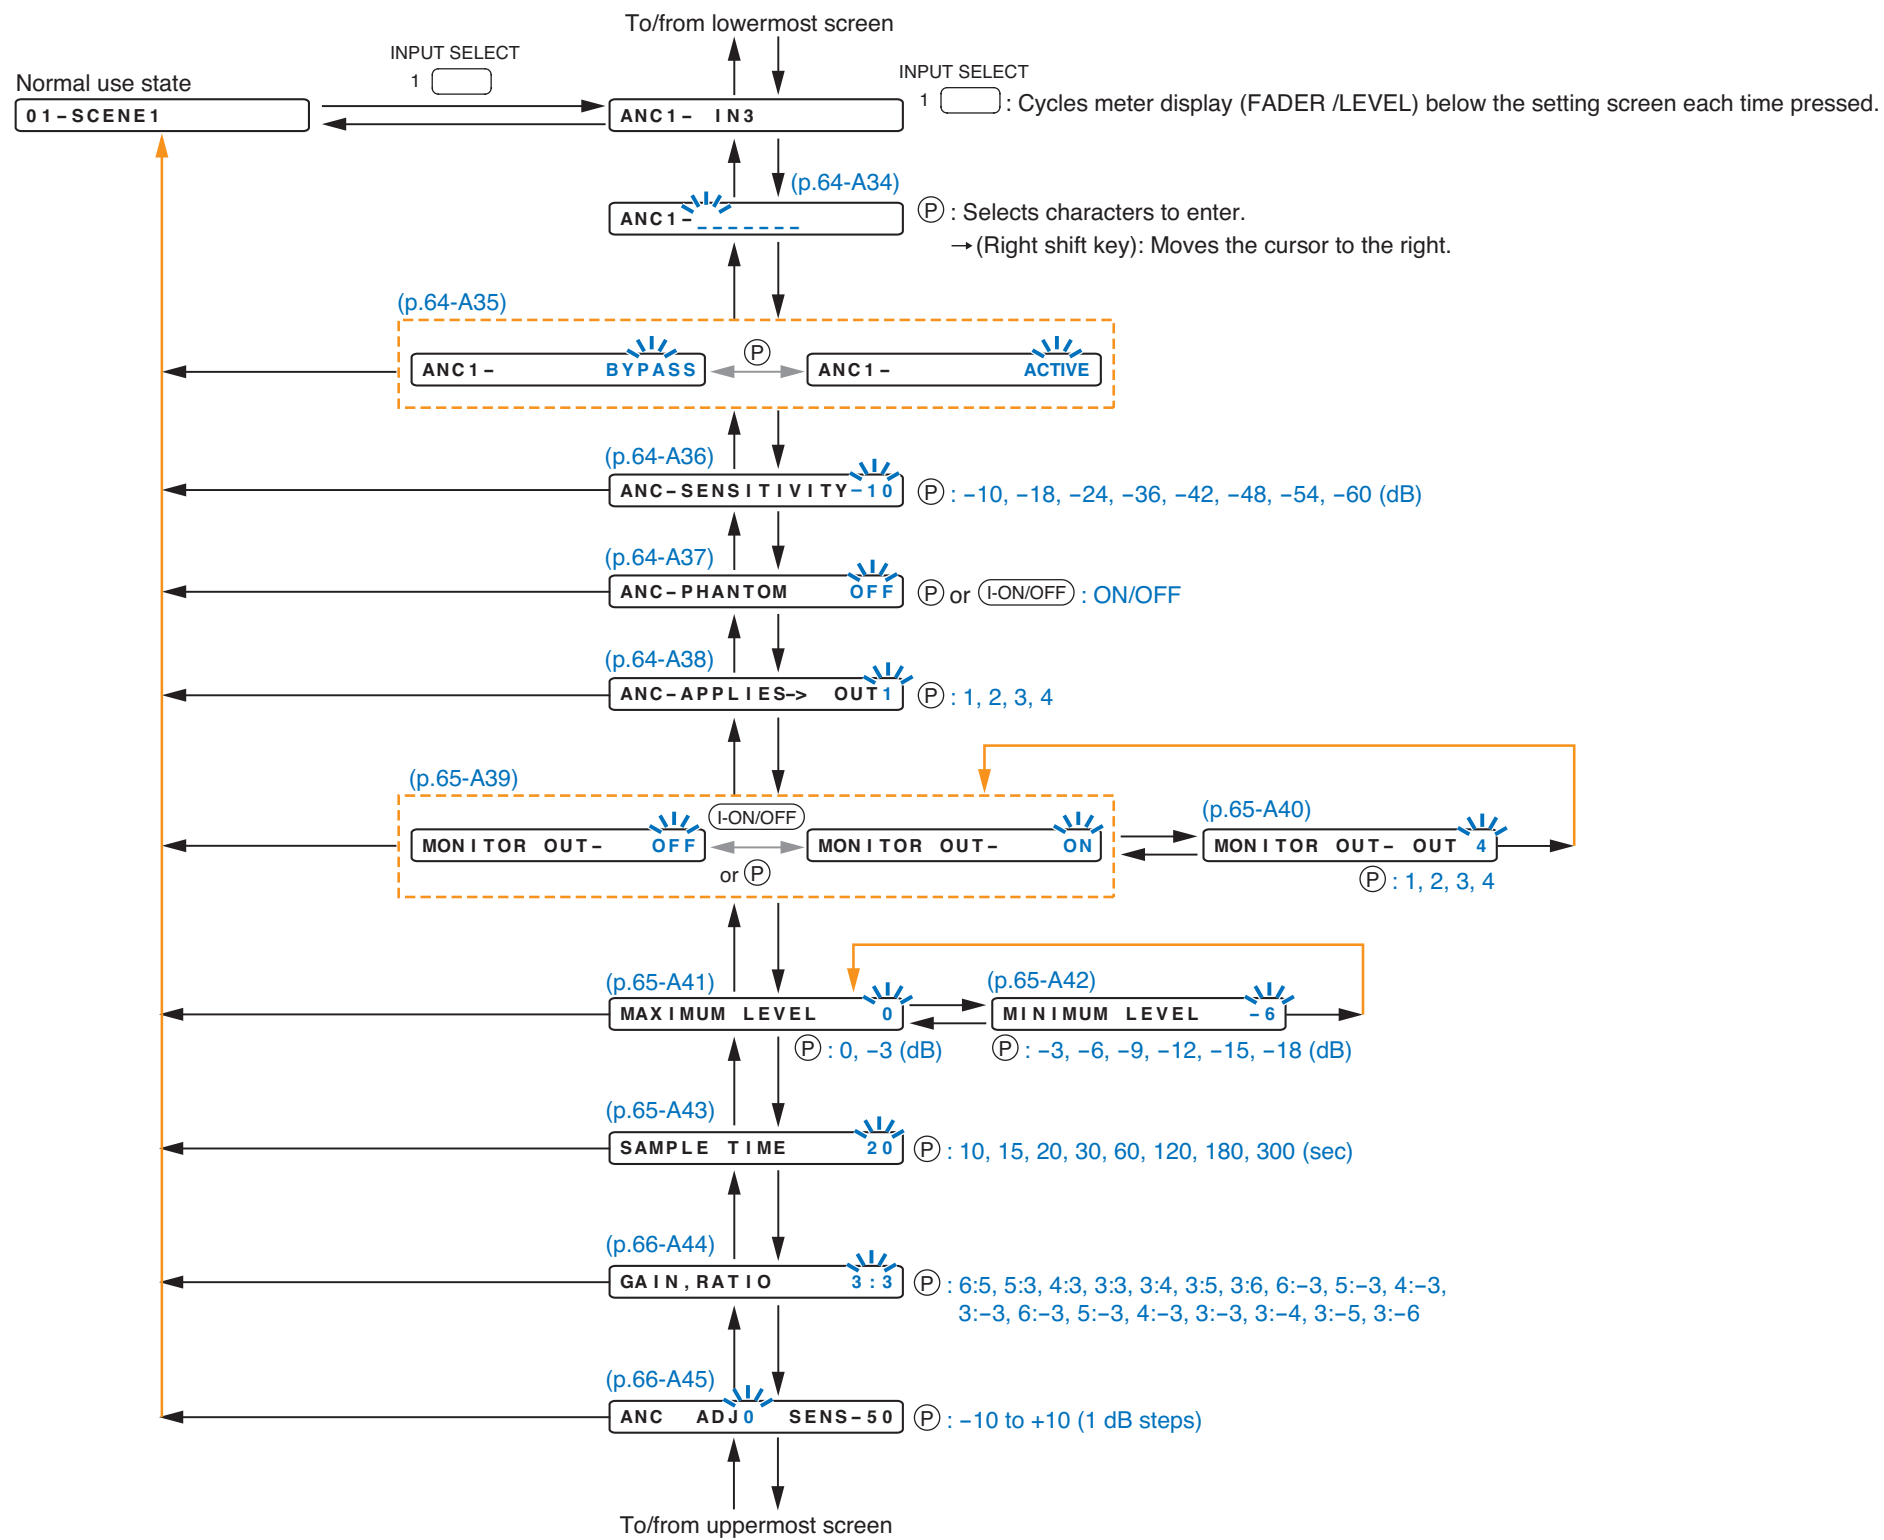 To/from lowermost screen
INPUT SELECT
1
Normal use state
01-SCENE1
ANC1- IN3
INPUT SELECT
1 : Cycles meter display (FADER /LEVEL) below the setting screen each time pressed.
(p.64-A34)
ANC1-_______
P : Selects characters to enter.
→(Right shift key): Moves the cursor to the right.
(p.64-A35)
ANC1- BYPASS
P
ANC1- ACTIVE
(p.64-A36)
ANC-SENSITIVITY-10
P : −10, −18, −24, −36, −42, −48, −54, −60 (dB)
(p.64-A37)
ANC-PHANTOM OFF
P or I-ON/OFF : ON/OFF
(p.64-A38)
ANC-APPLIES-> OUT1
P : 1, 2, 3, 4
(p.65-A39)
MONITOR OUT- OFF
I-ON/OFF
or P
MONITOR OUT- ON
(p.65-A40)
MONITOR OUT- OUT 4
P : 1, 2, 3, 4
(p.65-A41)
MAXIMUM LEVEL 0
P : 0, −3 (dB)
(p.65-A42)
MINIMUM LEVEL -6
P : −3, −6, −9, −12, −15, −18 (dB)
(p.65-A43)
SAMPLE TIME 20
P : 10, 15, 20, 30, 60, 120, 180, 300 (sec)
(p.66-A44)
GAIN,RATIO 3:3
P : 6:5, 5:3, 4:3, 3:3, 3:4, 3:5, 3:6, 6:−3, 5:−3, 4:−3,
3:−3, 6:−3, 5:−3, 4:−3, 3:−3, 3:−4, 3:−5, 3:−6
(p.66-A45)
ANC ADJ0 SENS-50
P : −10 to +10 (1 dB steps)
To/from uppermost screen